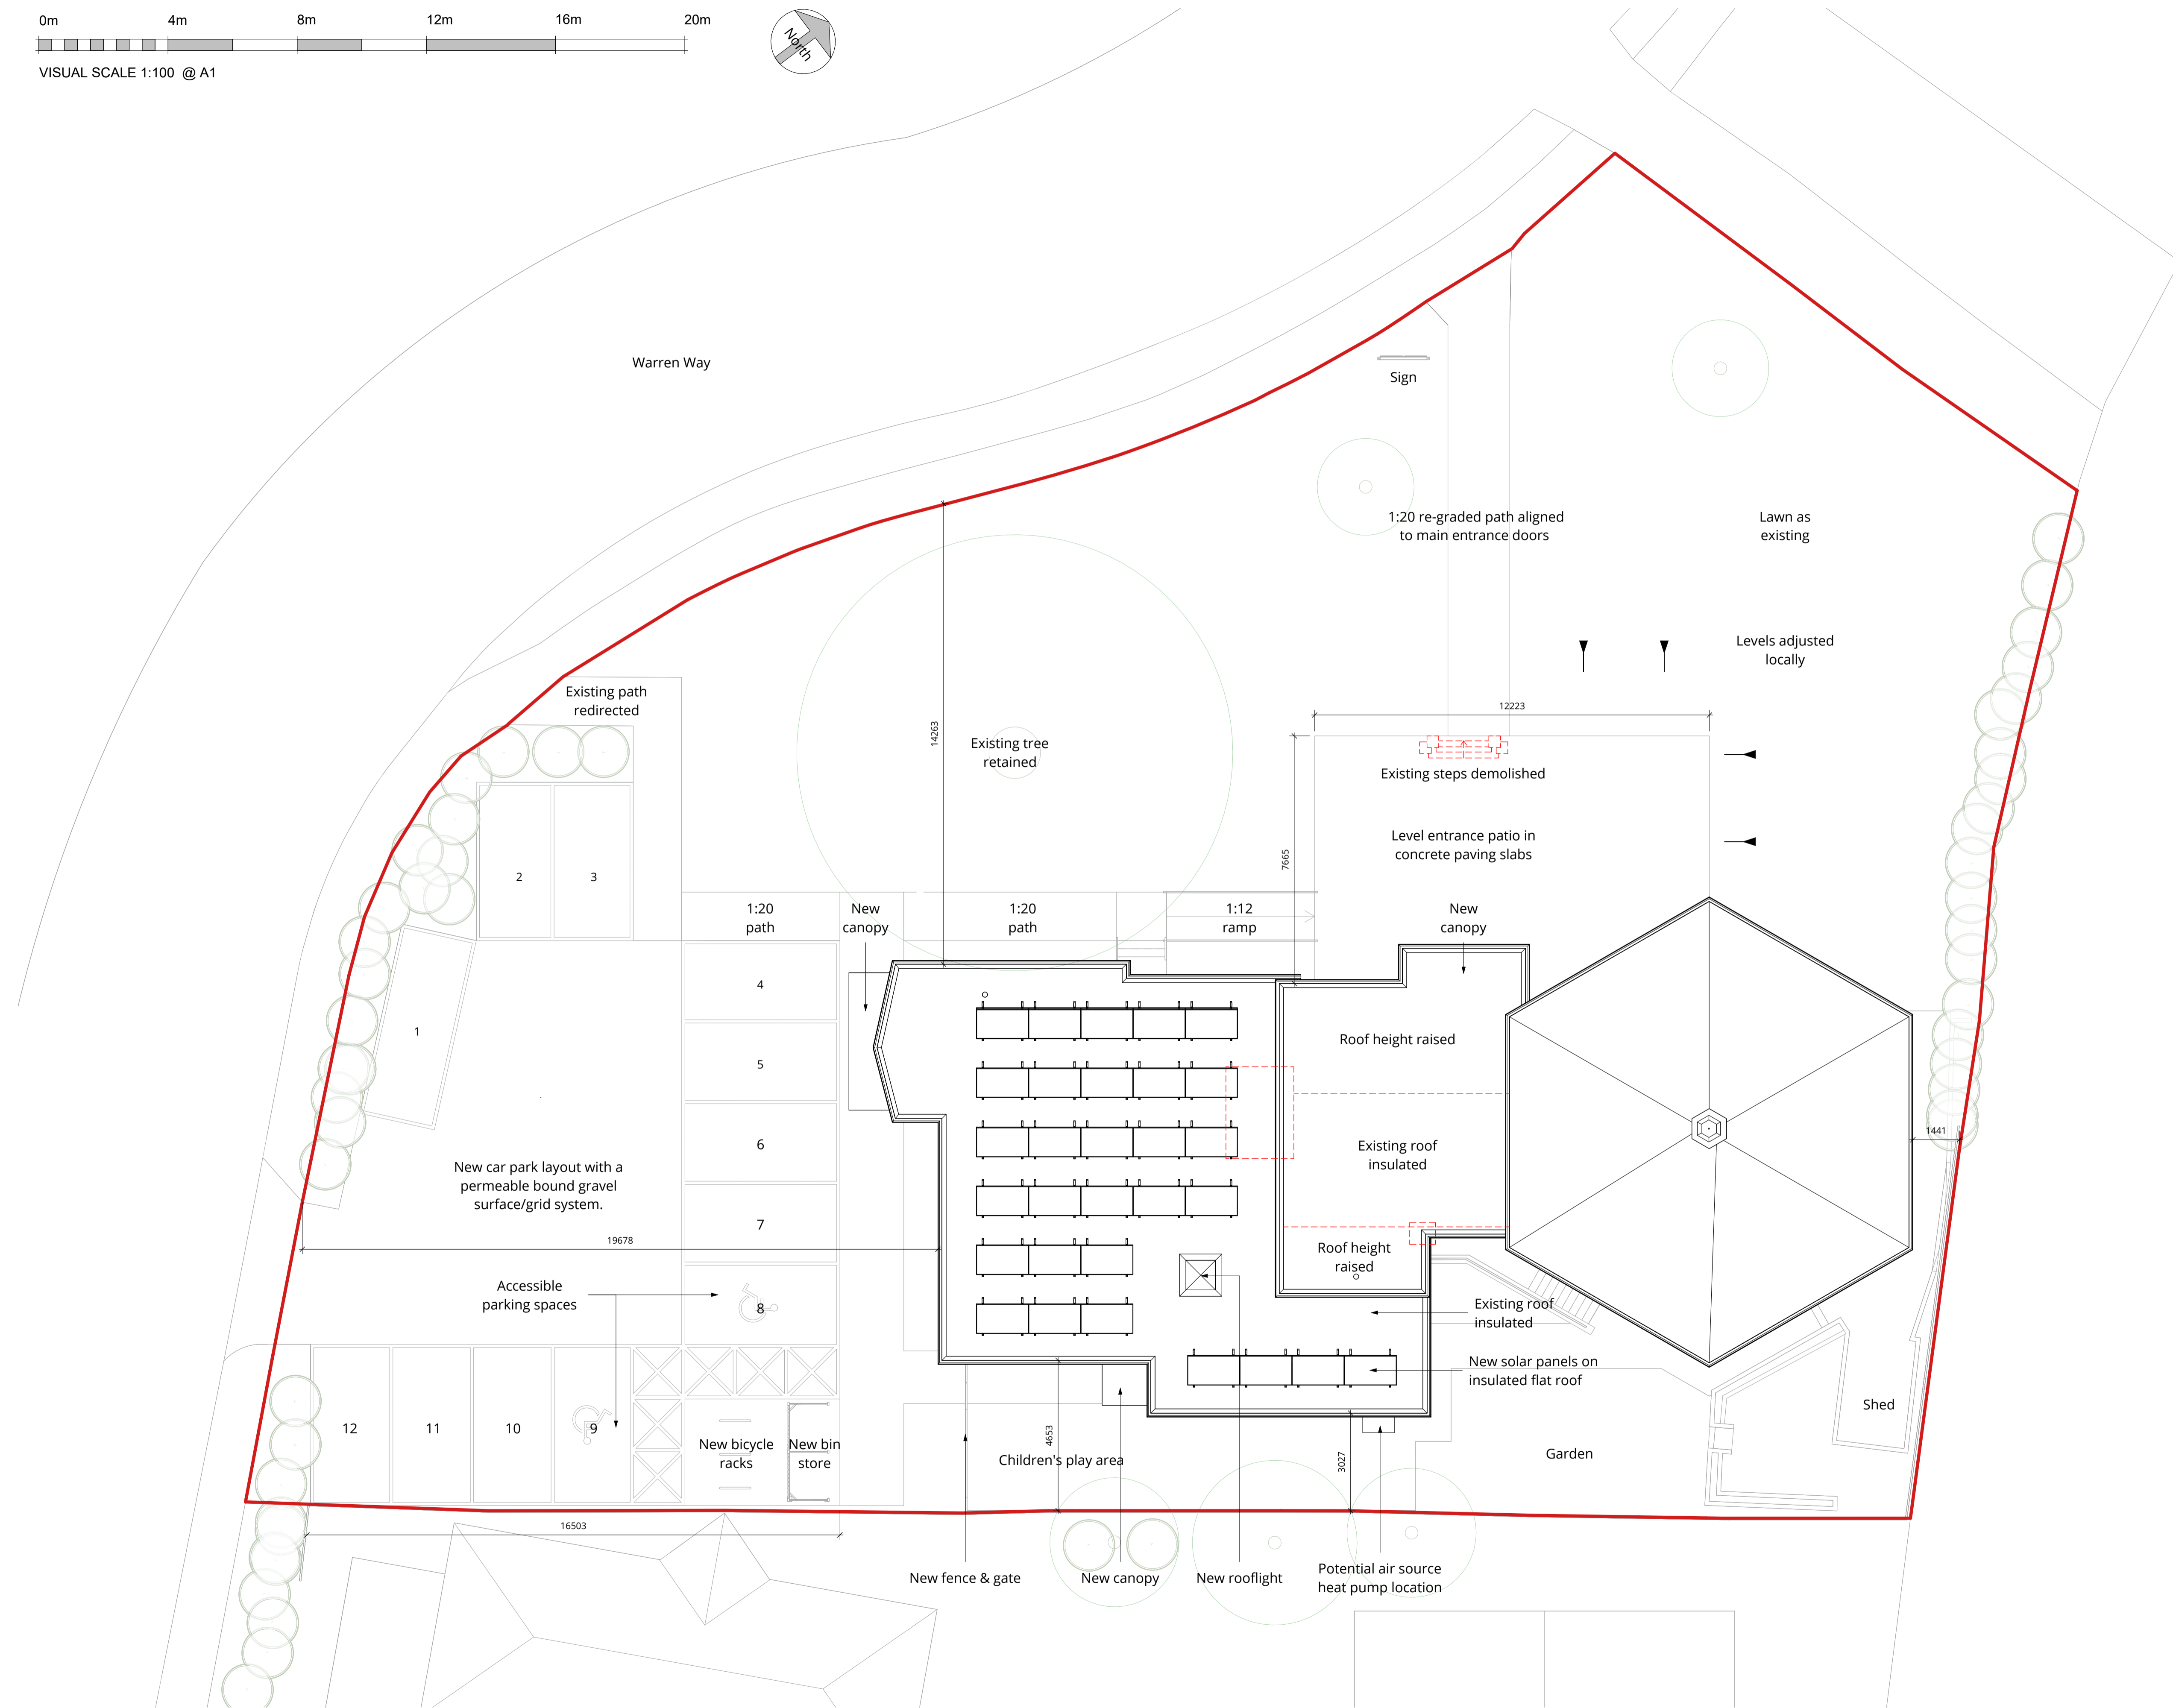 0m 4m 8m 12m 16m 20m
VISUAL SCALE 1:100 @ A1
North
Warren Way
Sign
1:20 re-graded path aligned
to main entrance doors
Lawn as
existing
Levels adjusted
locally
Existing path
redirected
12223
14263
Existing tree
retained
Existing steps demolished
7665
Level entrance patio in
concrete paving slabs
2
3
1:20
path
New
canopy
1:20
path
1:12
ramp
New
canopy
4
1
5
Roof height raised
6
Existing roof
insulated
1441
New car park layout with a
permeable bound gravel
surface/grid system.
7
19678
Roof height
raised
Accessible
parking spaces
8
Existing roof
insulated
New solar panels on
insulated flat roof
Shed
12
11
10
9
New bicycle
racks
New bin
store
4653
Children's play area
3027
Garden
16503
New fence & gate
New canopy
New rooflight
Potential air source
heat pump location